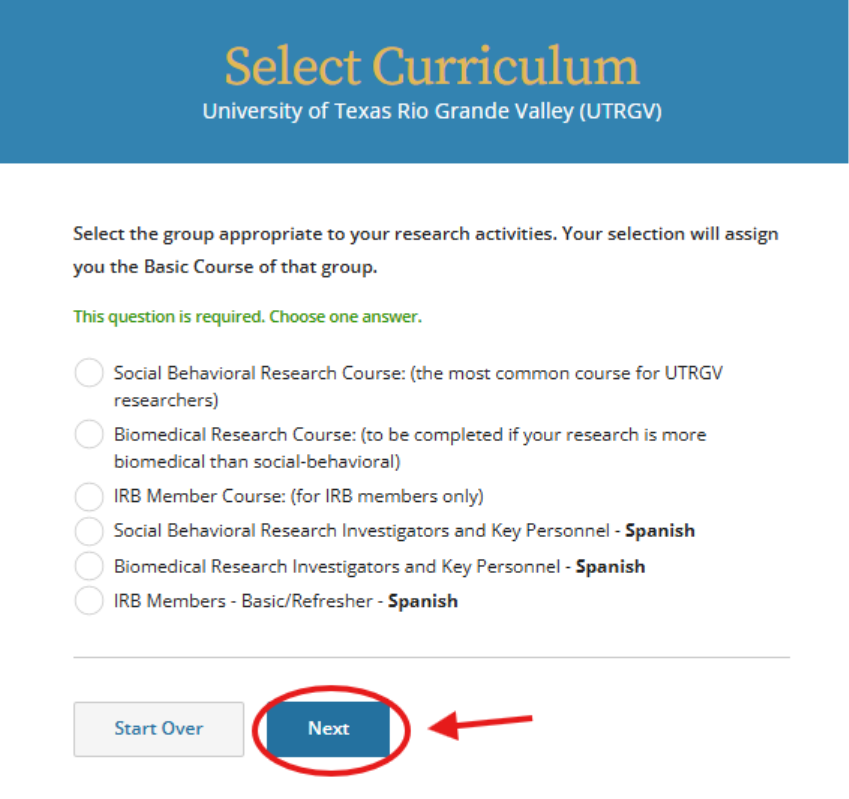 Select Curriculum
University of Texas Rio Grande Valley (UTRGV)
Select the group appropriate to your research activities. Your selection will assign
you the Basic Course of that group.
This question is required. Choose one answer.
Social Behavioral Research Course: (the most common course for UTRGV
researchers)
Biomedical Research Course: (to be completed if your research is more
biomedical than social-behavioral)
IRB Member Course: (for IRB members only)
Social Behavioral Research Investigators and Key Personnel - Spanish
Biomedical Research Investigators and Key Personnel - Spanish
IRB Members - Basic/Refresher - Spanish
Start Over
Next